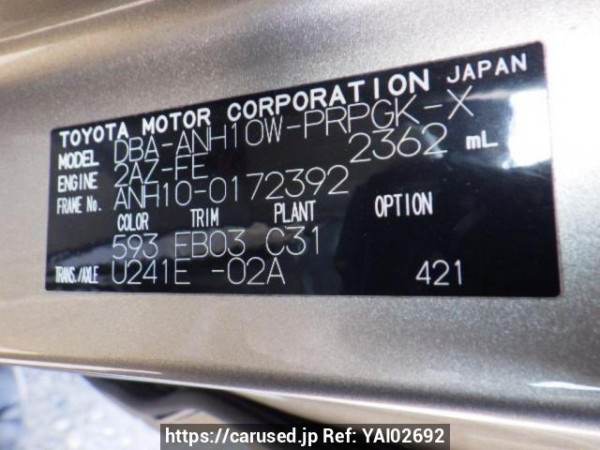 TOYOTA MOTOR CORPORATION JAPAN
MODEL DBA-ANH10W-PRPGK-X
ENGINE 2AZ-FE 2362 mL
FRAME No. ANH10-0172392
COLOR TRIM PLANT OPTION
593 EB03 C31
TRANS./AXLE U241E -02A 421
https://carused.jp Ref: YAI02692